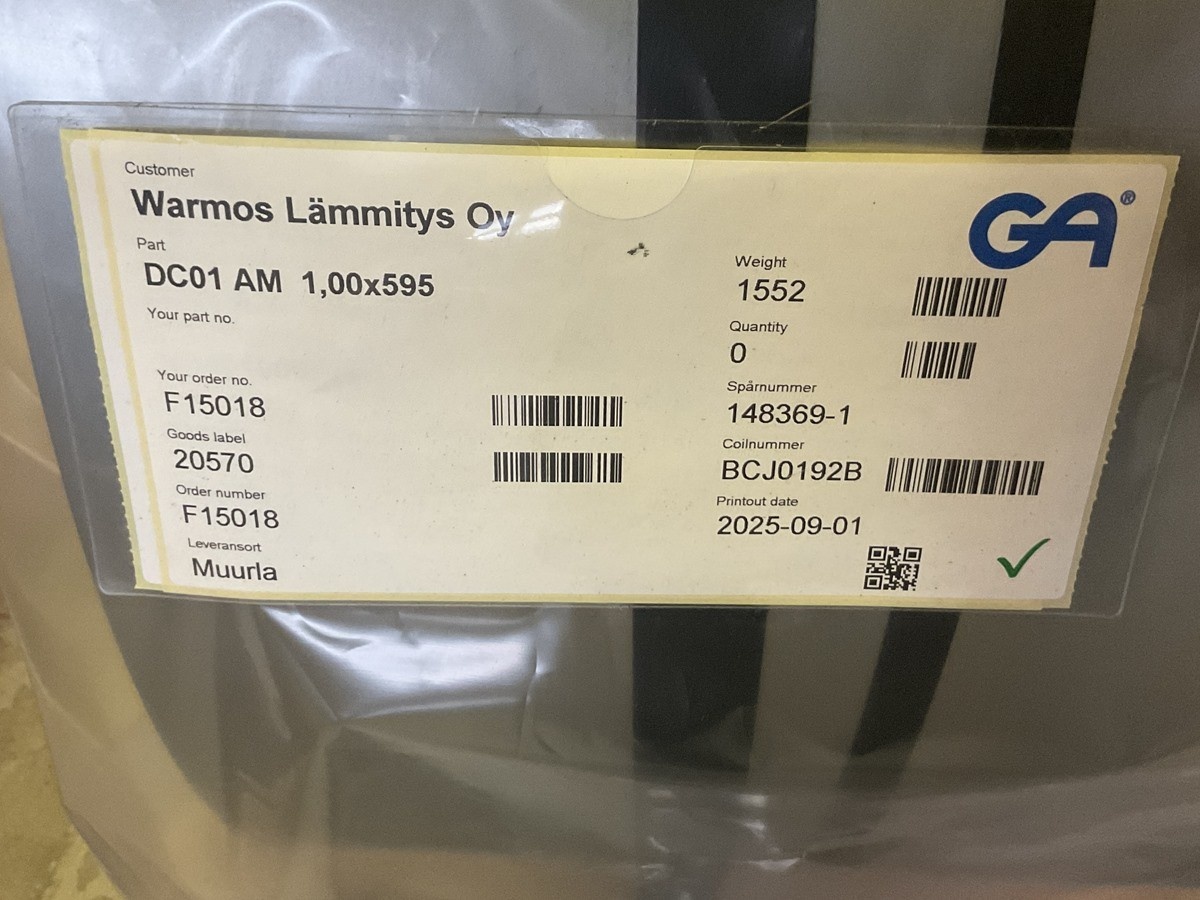 Customer
Warmos Lämmitys Oy
GA®
Part
DC01 AM 1,00x595
Your part no.
Weight
1552
Quantity
0
Your order no.
F15018
Spårnummer
148369-1
Goods label
20570
Coilnummer
BCJ0192B
Order number
F15018
Printout date
2025-09-01
Leveransort
Muurla